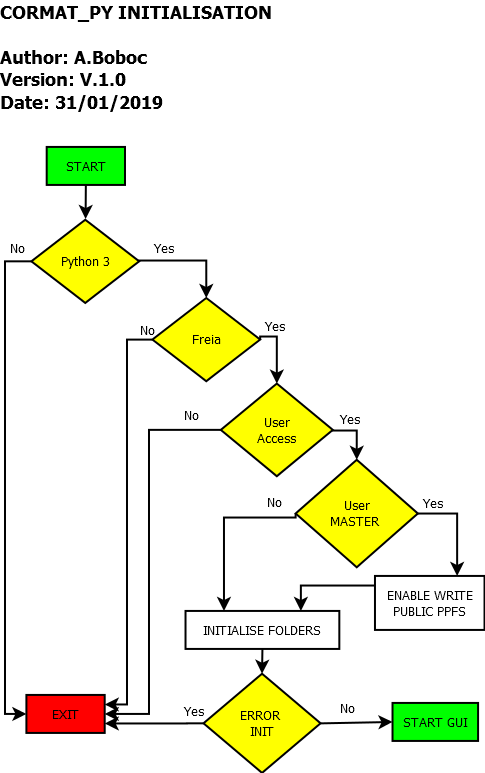 CORMAT_PY INITIALISATION
Author: A.Boboc
Version: V.1.0
Date: 31/01/2019
START
No
Yes
Python 3
No
Yes
Freia
No
Yes
User
Access
No
Yes
User
MASTER
ENABLE WRITE
PUBLIC PPFS
INITIALISE FOLDERS
Yes
No
ERROR
INIT
EXIT
START GUI